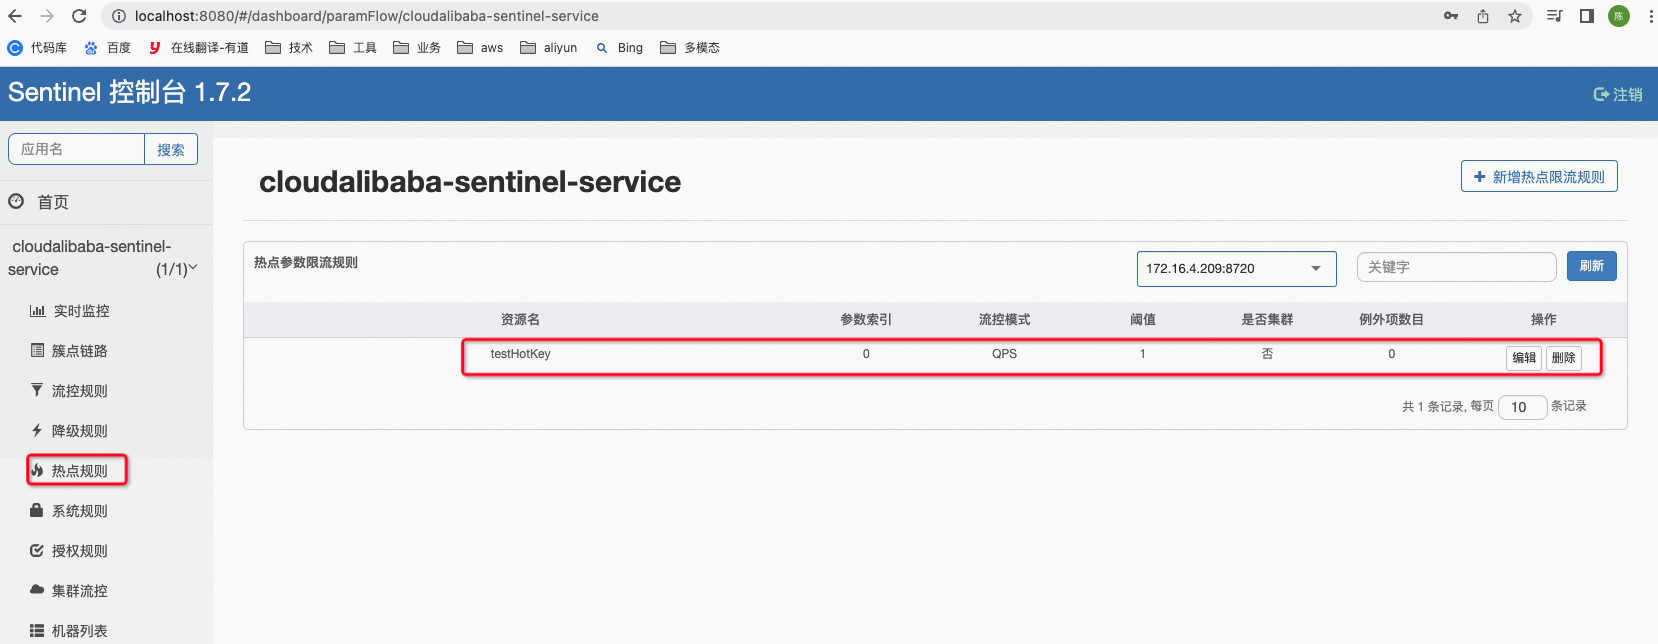 localhost:8080/#/dashboard/paramFlow/cloudalibaba-sentinel-service 陈
代码库 百度 在线翻译-有道 技术 工具 业务 aws aliyun Bing 多模态
Sentinel 控制台 1.7.2 注销
应用名 搜索
首页
cloudalibaba-sentinel-
service (1/1)
实时监控
簇点链路
流控规则
降级规则
热点规则
系统规则
授权规则
集群流控
机器列表
cloudalibaba-sentinel-service
新增热点限流规则
热点参数限流规则 172.16.4.209:8720 关键字 刷新
资源名 参数索引 流控模式 阈值 是否集群 例外项数目 操作
testHotKey 0 QPS 1 否 0 编辑 删除
共 1 条记录, 每页 10 条记录